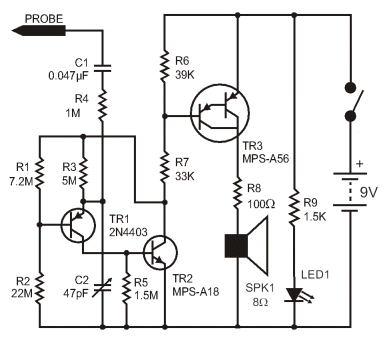 PROBE
C1
0.047µF
R4
1M
R6
39K
R1
7.2M
R3
5M
R7
33K
TR3
MPS-A56
R8
100Ω
R9
1.5K
+
9V
TR1
2N4403
R2
22M
C2
47pF
R5
1.5M
TR2
MPS-A18
SPK1
8Ω
LED1